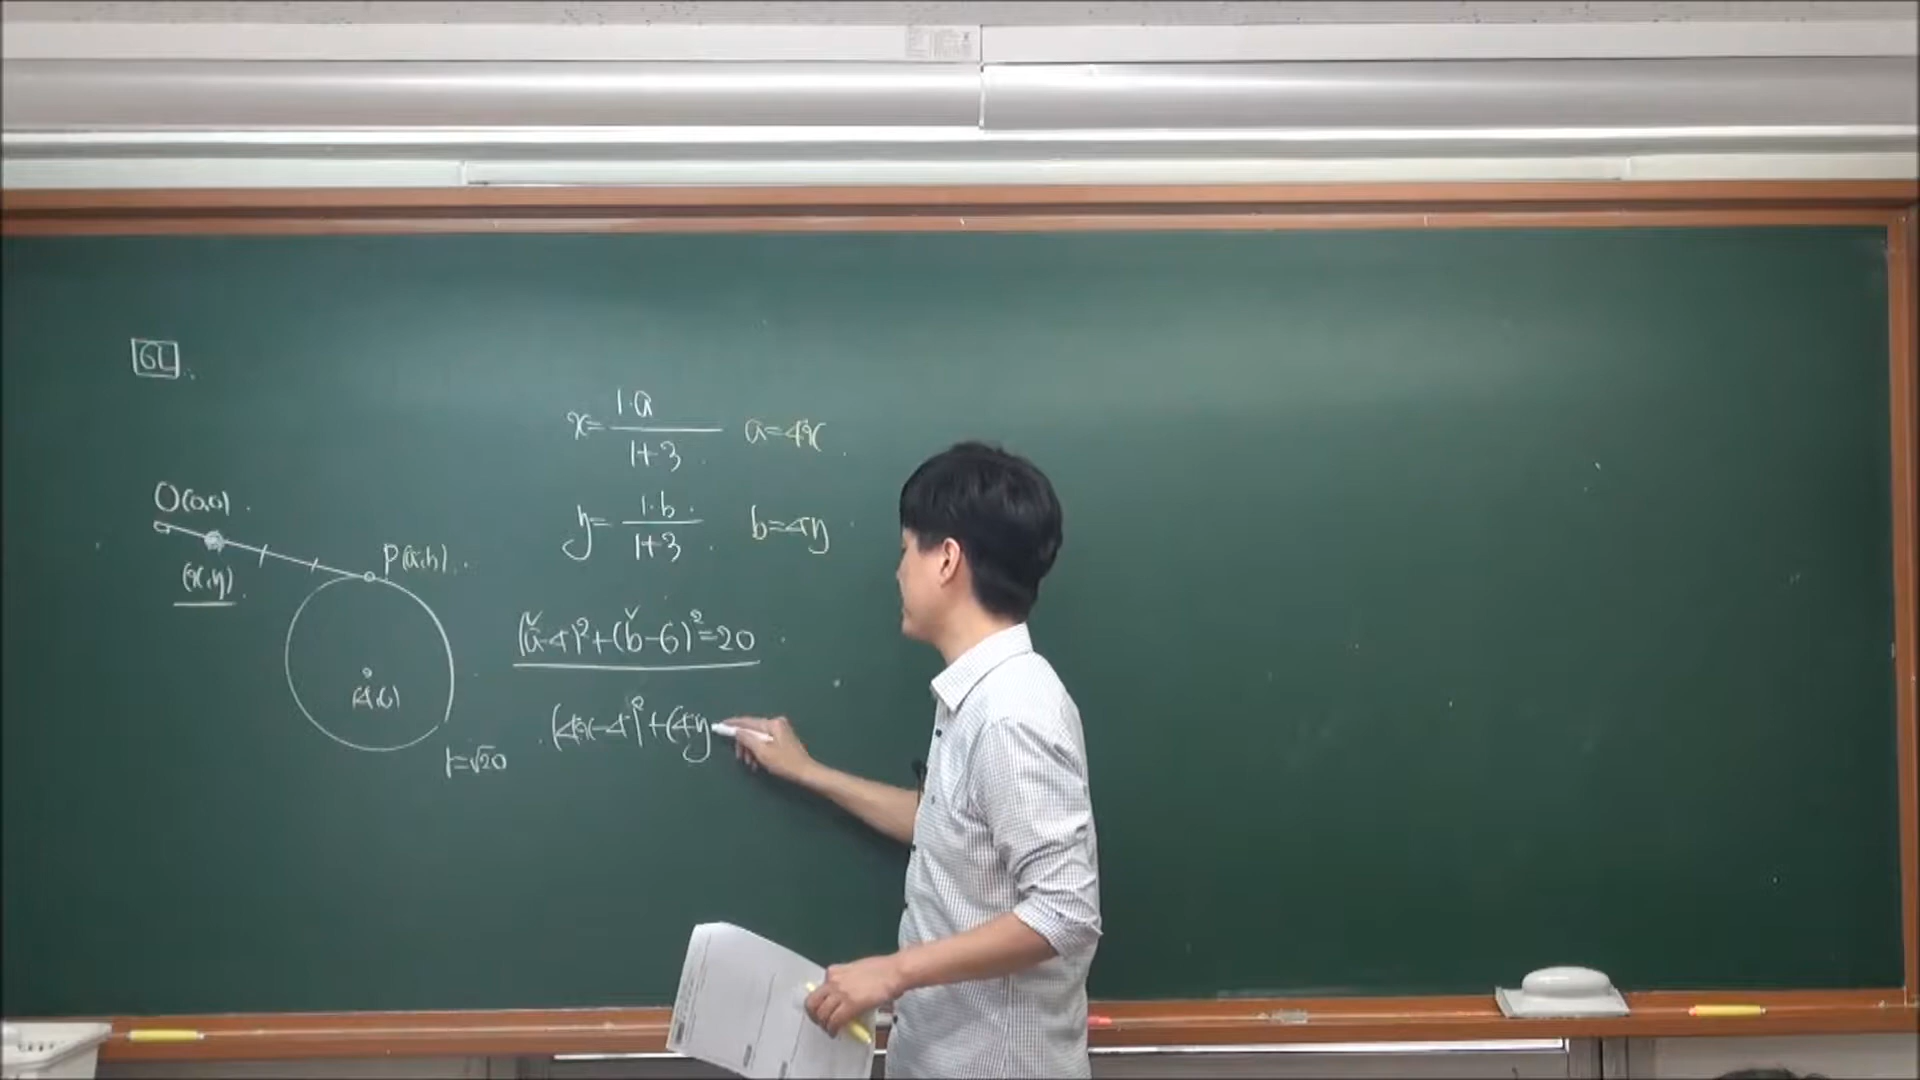 64
O(0,0)
(x,y)
P(a,b)
(4,6)
r=√20
x= 1·a / 1+3 a=4x
y= 1·b / 1+3 b=4y
(a-4)²+(b-6)²=20
(4x-4)²+(4y-